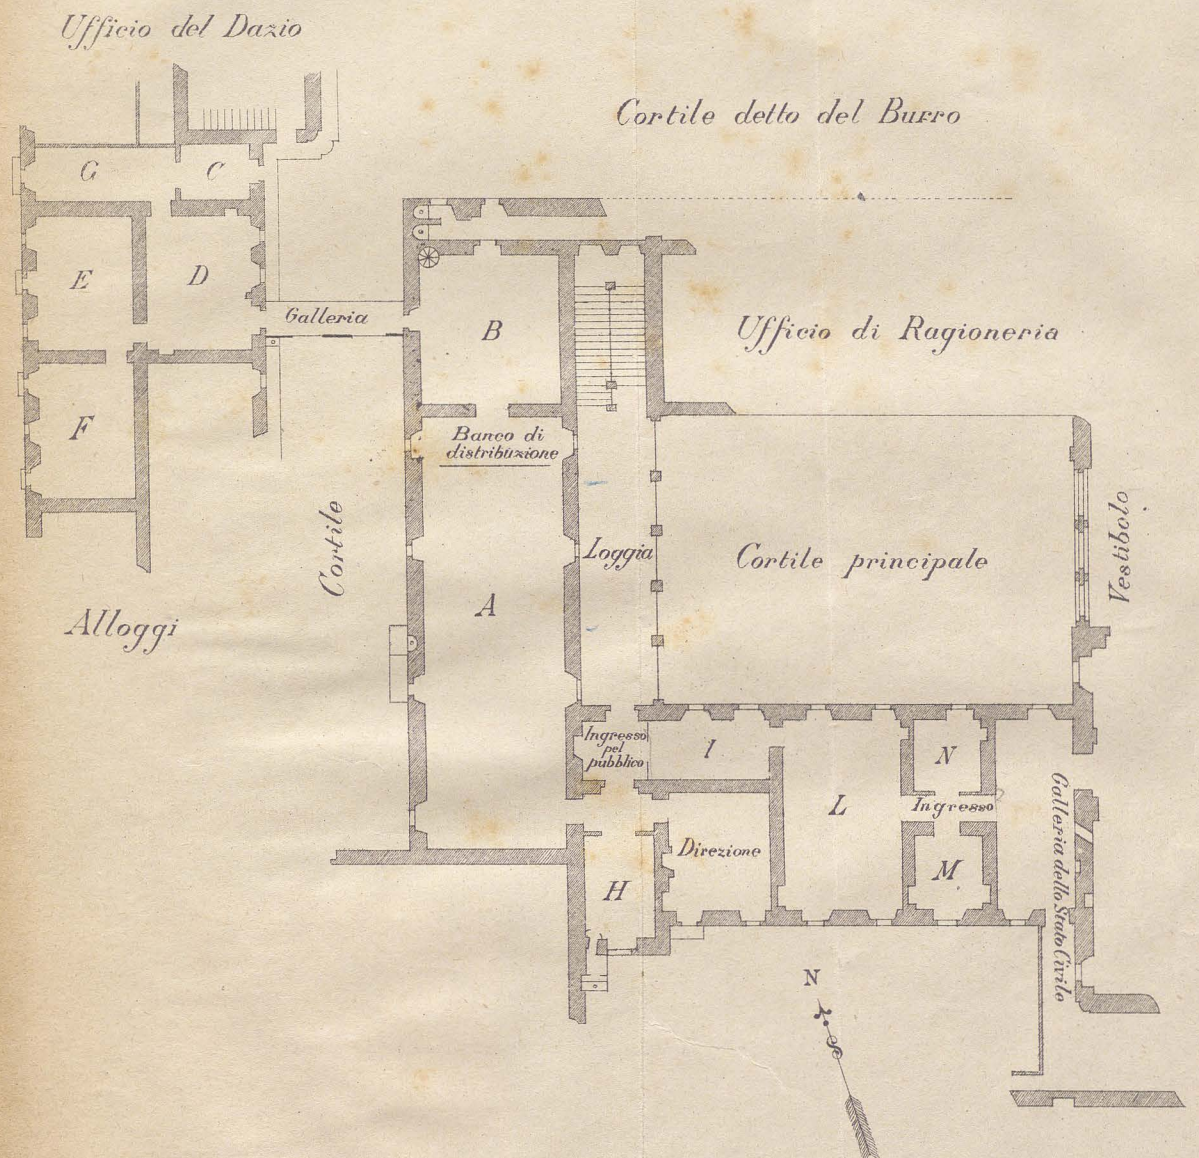 Ufficio del Dazio
Cortile detto del Burro
G
C
E
D
Galleria
B
Ufficio di Ragioneria
F
Banco di
distribuzione
Cortile
Loggia
Cortile principale
Vestibolo
A
Alloggi
Ingresso
pel
pubblico
I
N
L
Ingresso
Galleria dello Stato Civile
Direzione
M
H
N